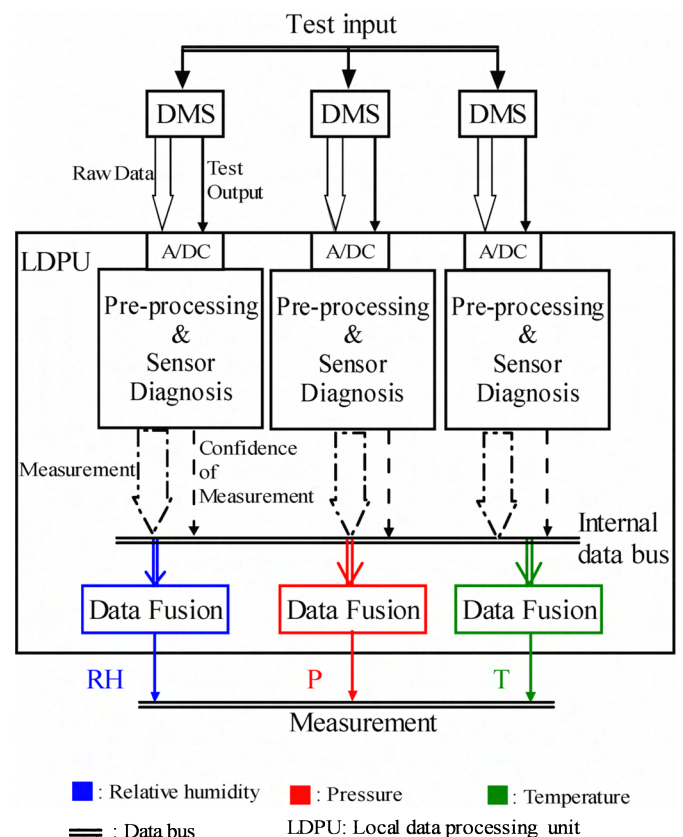 Test input
DMS
DMS
DMS
Raw Data
Test
Output
LDPU
A/DC
A/DC
A/DC
Pre-processing
&
Sensor
Diagnosis
Pre-processing
&
Sensor
Diagnosis
Pre-processing
&
Sensor
Diagnosis
Measurement
Confidence
of
Measurement
Internal
data bus
Data Fusion
Data Fusion
Data Fusion
RH
P
T
Measurement
: Relative humidity
: Pressure
: Temperature
: Data bus
LDPU: Local data processing unit